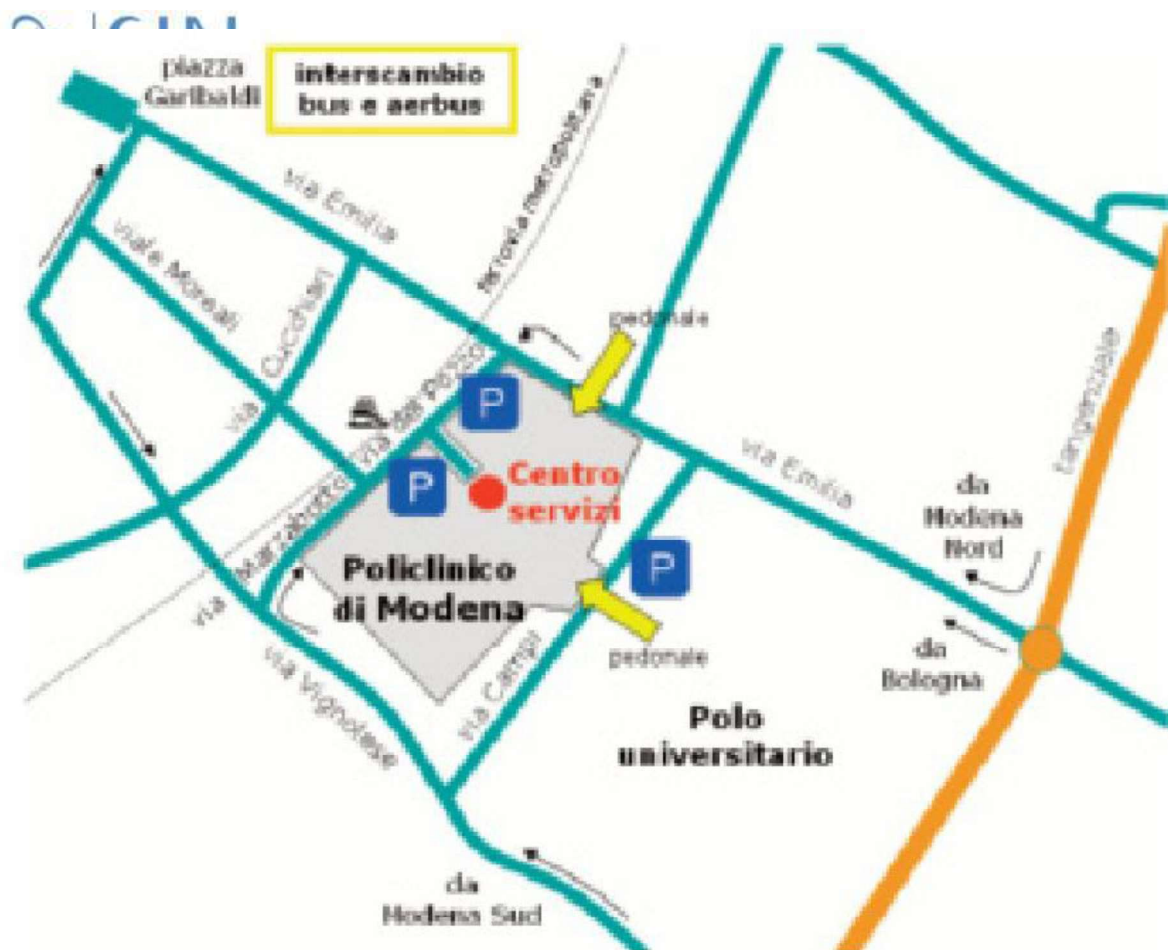 piazza
Garibaldi
interscambio
bus e aerbus
ferrovia metropolitana
via Emilia
viale Moreali
via Cucchiari
pedonale
via del Pozzo
P
P
Centro
servizi
via Emilia
tangenziale
da
Modena
Nord
P
via Marzabotto
Policlinico
di Modena
da
Bologna
pedonale
via Campi
via Vignolese
Polo
universitario
da
Modena Sud